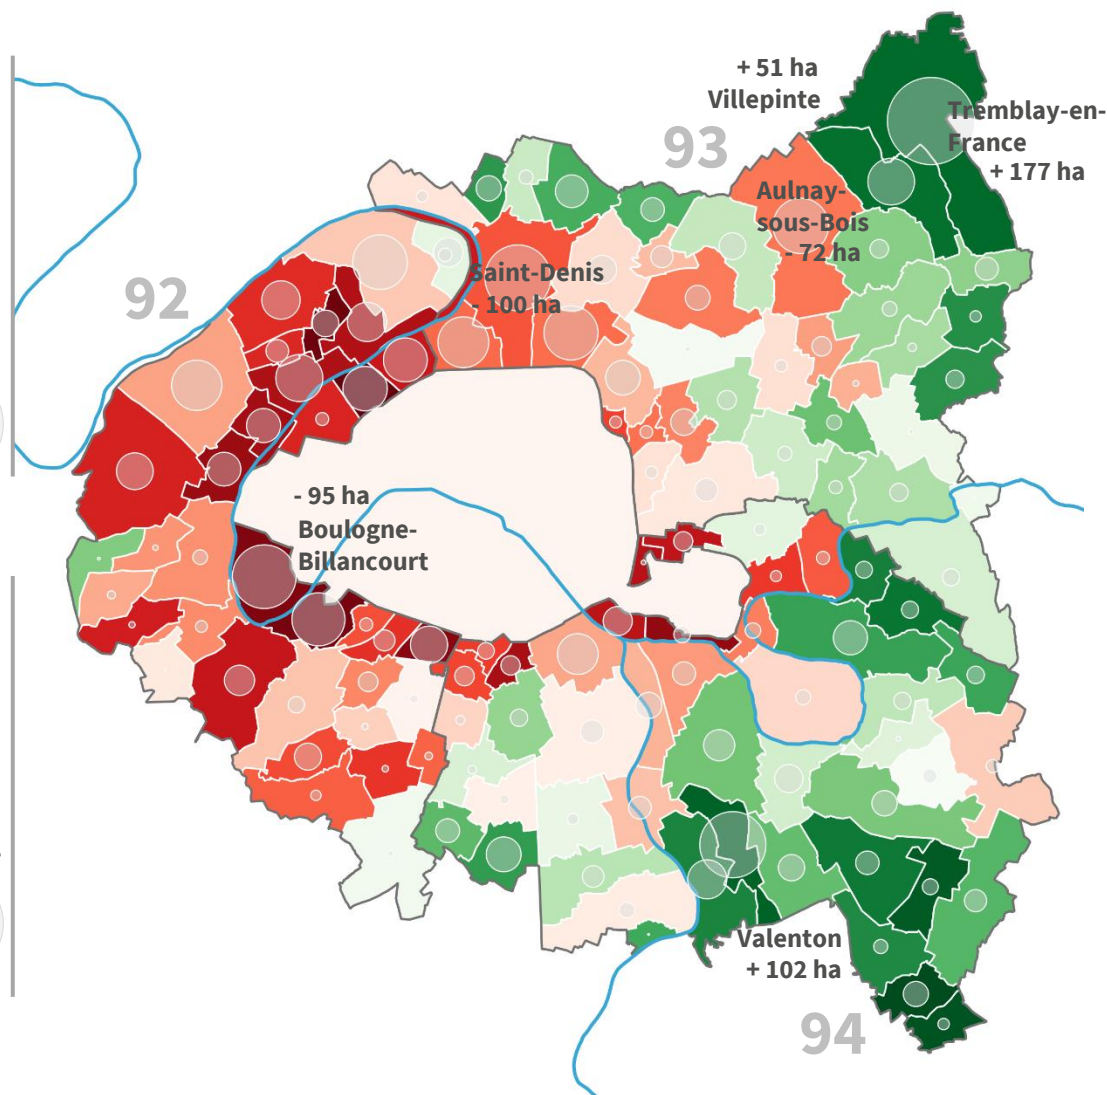 + 51 ha
Villepinte
93
Tremblay-en-
France
+ 177 ha
Aulnay-
sous-Bois
- 72 ha
92
Saint-Denis
- 100 ha
- 95 ha
Boulogne-
Billancourt
Valenton
+ 102 ha
94